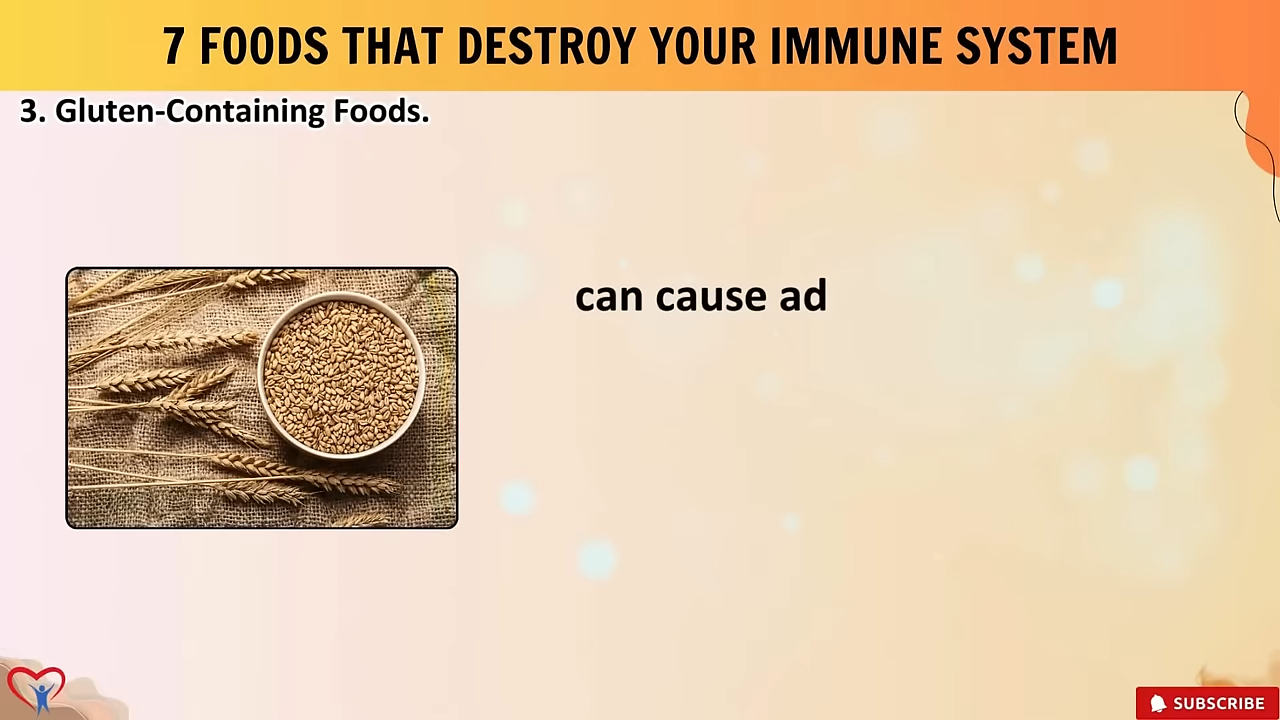 7 FOODS THAT DESTROY YOUR IMMUNE SYSTEM
3. Gluten-Containing Foods.
can cause ad
SUBSCRIBE